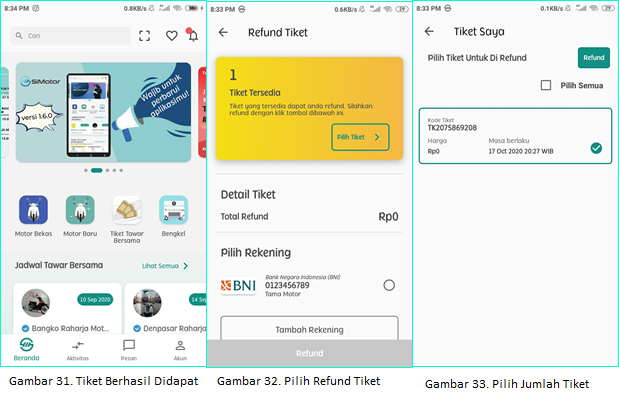 8:34 PM 0.8KB/s 29
Cari
SiMotor
versi 1.6.0
Wajib untuk
perbarui
aplikasimu!
Motor Bekas
Motor Baru
Tiket Tawar
Bersama
Bengkel
Jadwal Tawar Bersama
Lihat Semua
10 Sep 2020
14 Se
Bangko Raharja Mot...
Denpasar Raharja
Beranda
Aktivitas
Pesan
Akun
Gambar 31. Tiket Berhasil Didapat
8:33 PM 0.6KB/s 29
Refund Tiket
1
Tiket Tersedia
Tiket yang tersedia dapat anda refund. Silahkan
refund dengan klik tombol dibawah ini
Pilih Tiket
Detail Tiket
Total Refund Rp0
Pilih Rekening
BNI
Bank Negara Indonesia (BNI)
0123456789
Tama Motor
Tambah Rekening
Refund
Gambar 32. Pilih Refund Tiket
8:33 PM 0.1KB/s 29
Tiket Saya
Pilih Tiket Untuk Di Refund
Refund
Pilih Semua
Kode Tiket
TK2075869208
Harga Masa berlaku
Rp0 17 Oct 2020 20:27 WIB
Gambar 33. Pilih Jumlah Tiket